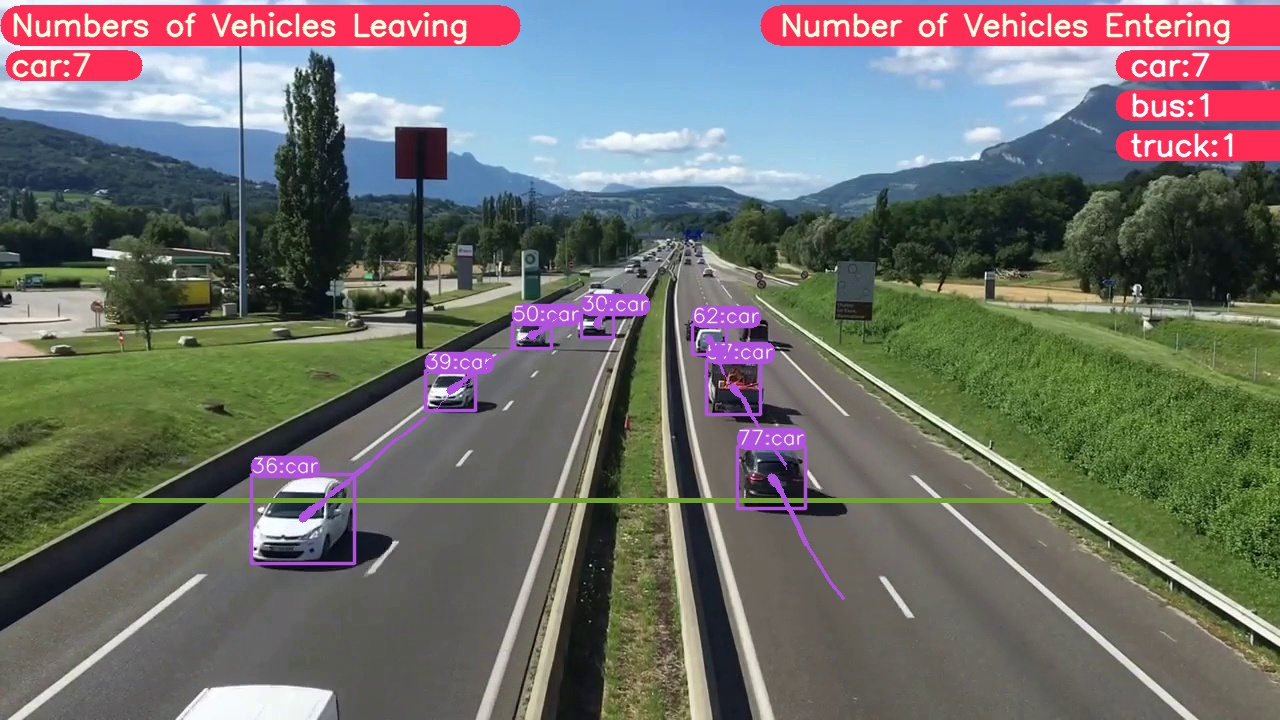 Numbers of Vehicles Leaving
car:7
Number of Vehicles Entering
car:7
bus:1
truck:1
30:car
50:car
62:car
39:car
77:car
36:car